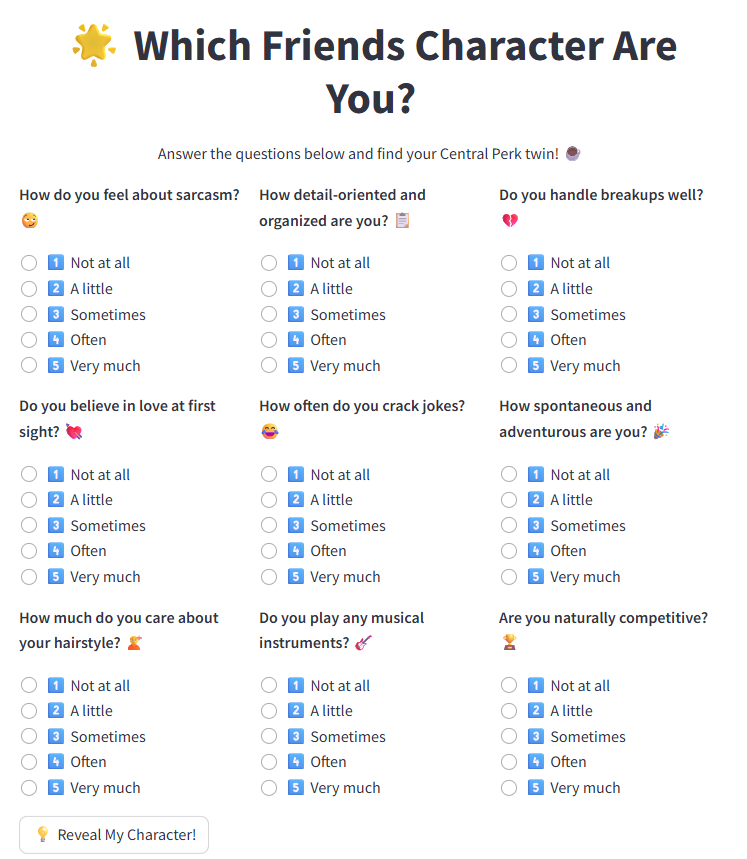 🌟 Which Friends Character Are
You?
Answer the questions below and find your Central Perk twin! ☕
How do you feel about sarcasm?
😏
1 Not at all
2 A little
3 Sometimes
4 Often
5 Very much
How detail-oriented and
organized are you? 📋
1 Not at all
2 A little
3 Sometimes
4 Often
5 Very much
Do you handle breakups well?
💔
1 Not at all
2 A little
3 Sometimes
4 Often
5 Very much
Do you believe in love at first
sight? 💘
1 Not at all
2 A little
3 Sometimes
4 Often
5 Very much
How often do you crack jokes?
😂
1 Not at all
2 A little
3 Sometimes
4 Often
5 Very much
How spontaneous and
adventurous are you? 🎉
1 Not at all
2 A little
3 Sometimes
4 Often
5 Very much
How much do you care about
your hairstyle? 💇
1 Not at all
2 A little
3 Sometimes
4 Often
5 Very much
Do you play any musical
instruments? 🎸
1 Not at all
2 A little
3 Sometimes
4 Often
5 Very much
Are you naturally competitive?
🏆
1 Not at all
2 A little
3 Sometimes
4 Often
5 Very much
💡 Reveal My Character!